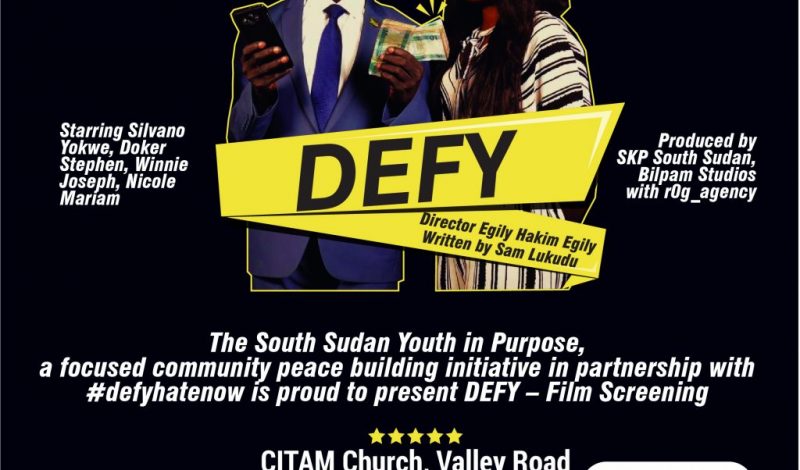 Starring Silvano
Yokwe, Doker
Stephen, Winnie
Joseph, Nicole
Mariam
DEFY
Director Egily Hakim Egily
Written by Sam Lukudu
Produced by
SKP South Sudan,
Bilpam Studios
with r0g_agency
The South Sudan Youth in Purpose,
a focused community peace building initiative in partnership with
#defyhatenow is proud to present DEFY – Film Screening
CITAM Church, Valley Road